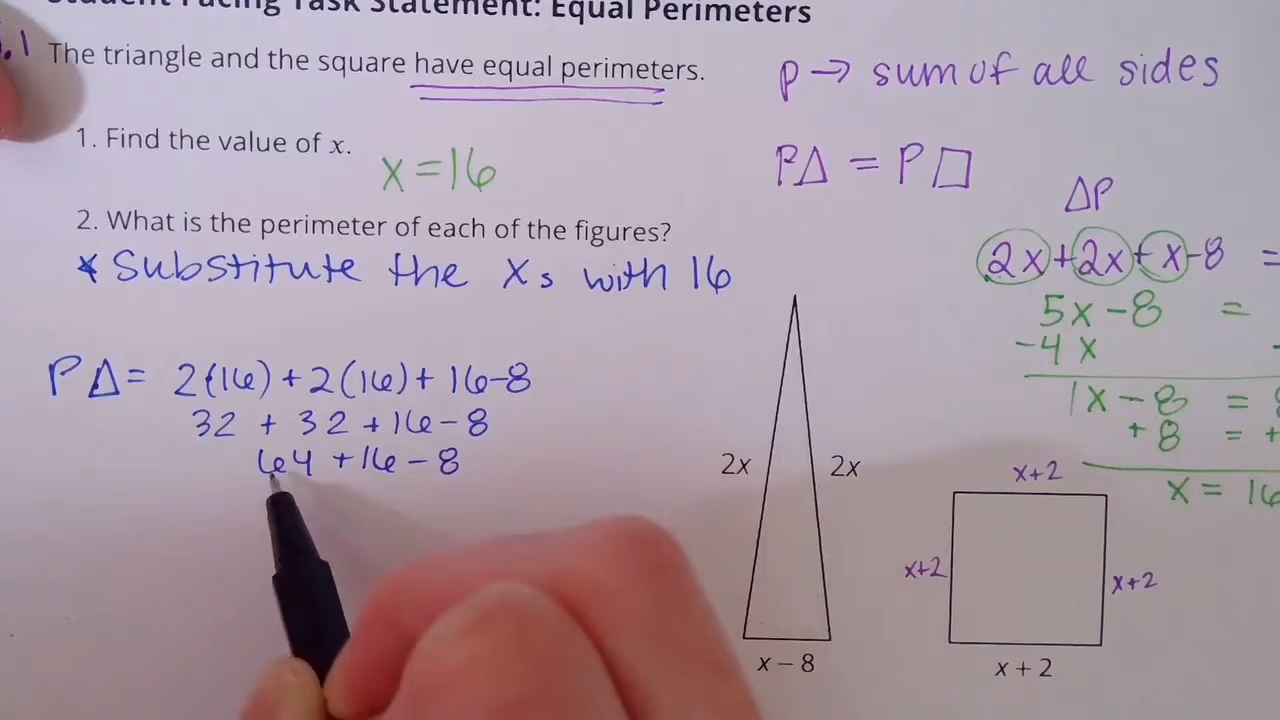 Student Facing Task Statement: Equal Perimeters
.1 The triangle and the square have equal perimeters.
P → sum of all sides
1. Find the value of x.
x = 16
P△ = P□
2. What is the perimeter of each of the figures?
* Substitute the Xs with 16
△P
2x + 2x + x - 8 =
5x - 8 =
-4x -
1x - 8 = 8
+ 8 = +
x = 16
P△ = 2(16) + 2(16) + 16 - 8
32 + 32 + 16 - 8
64 + 16 - 8
2x
2x
x - 8
x+2
x+2
x+2
x + 2